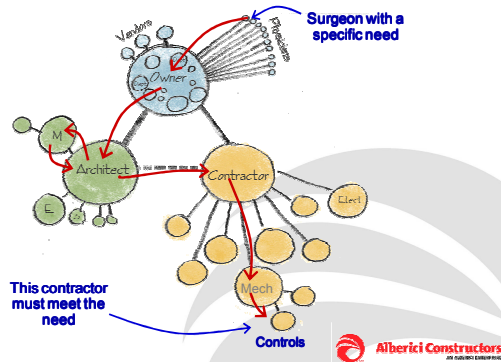 Surgeon with a
specific need
Vendors
Physicians
Owner
M
Architect
Contractor
E
Elect
Mech
This contractor
must meet the
need
Controls
Alberici Constructors